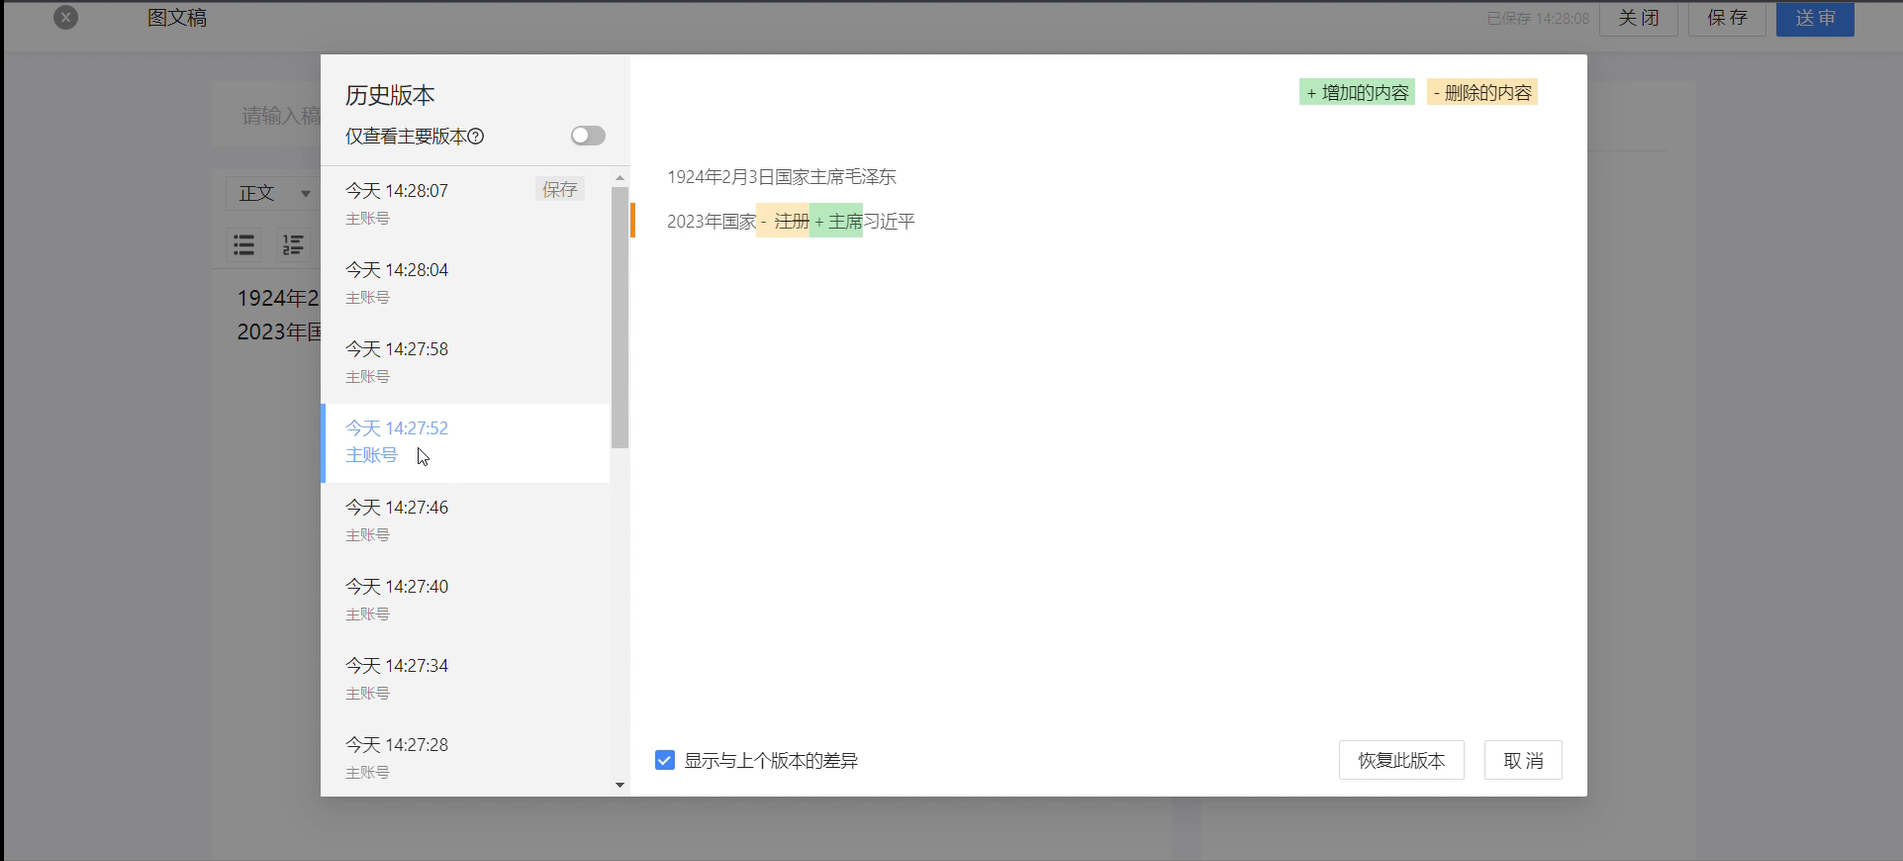 图文稿
已保存 14:28:08
关 闭
保 存
送 审
请输入稿
正文
1924年2
2023年国
历史版本
仅查看主要版本?
今天 14:28:07
保存
主账号
今天 14:28:04
主账号
今天 14:27:58
主账号
今天 14:27:52
主账号
今天 14:27:46
主账号
今天 14:27:40
主账号
今天 14:27:34
主账号
今天 14:27:28
主账号
+ 增加的内容
- 删除的内容
1924年2月3日国家主席毛泽东
2023年国家- 注册+ 主席习近平
显示与上个版本的差异
恢复此版本
取 消